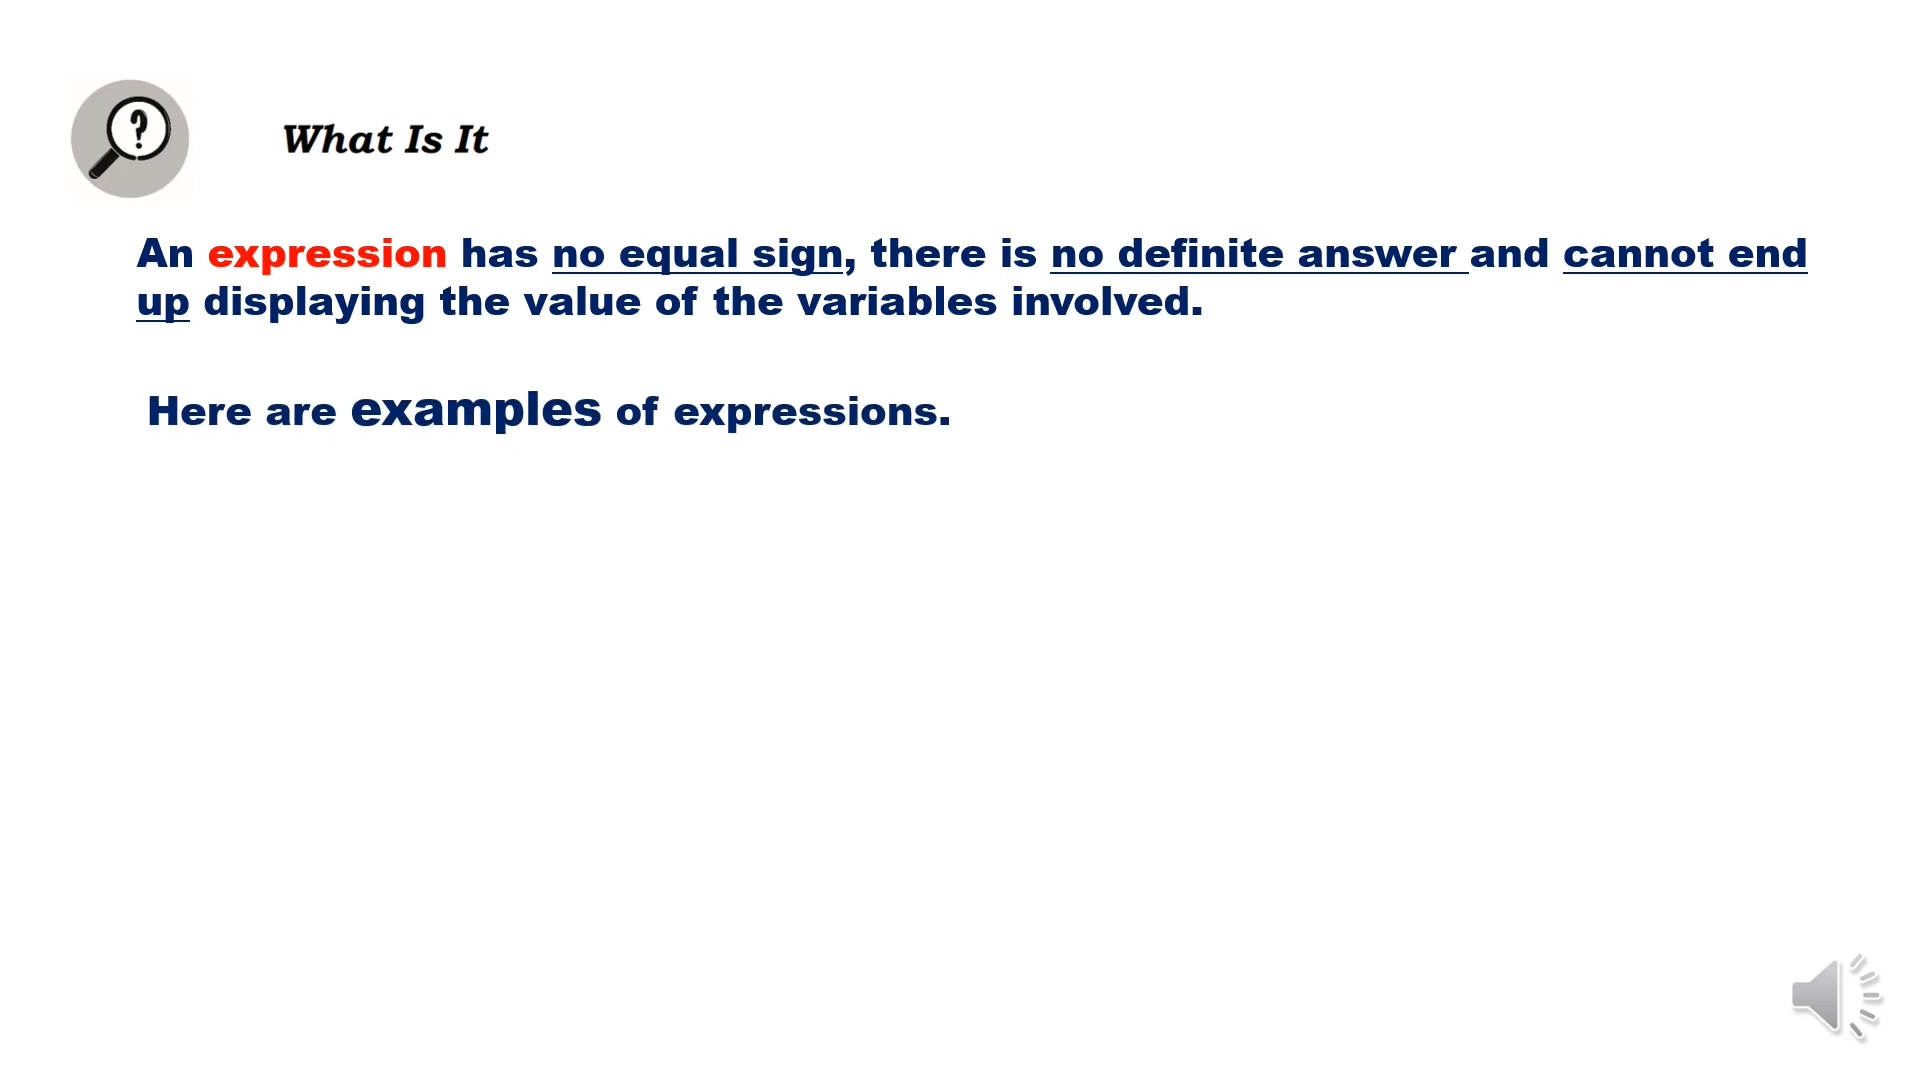 ?
What Is It
An expression has no equal sign, there is no definite answer and cannot end
up displaying the value of the variables involved.
Here are examples of expressions.